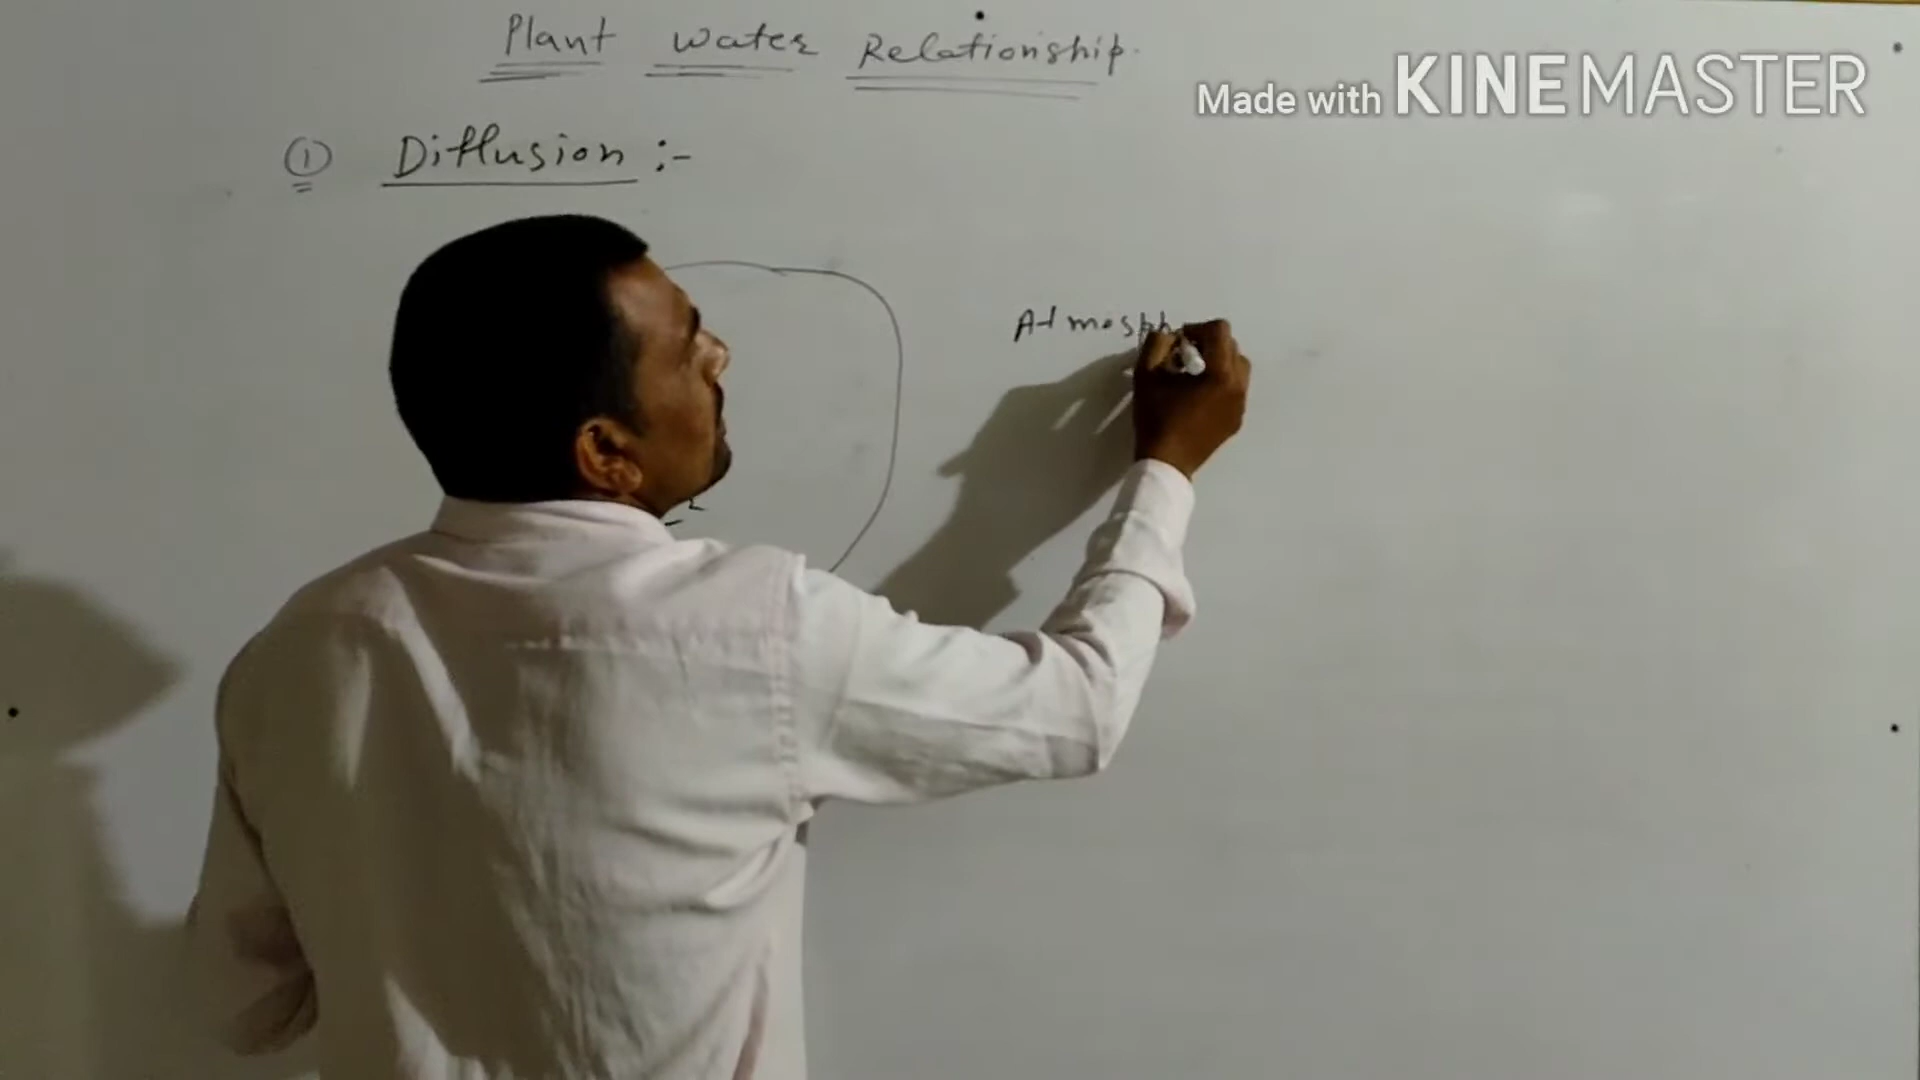 Plant water Relationship.
Made with KINEMASTER
① Diffusion :-
Atmosph